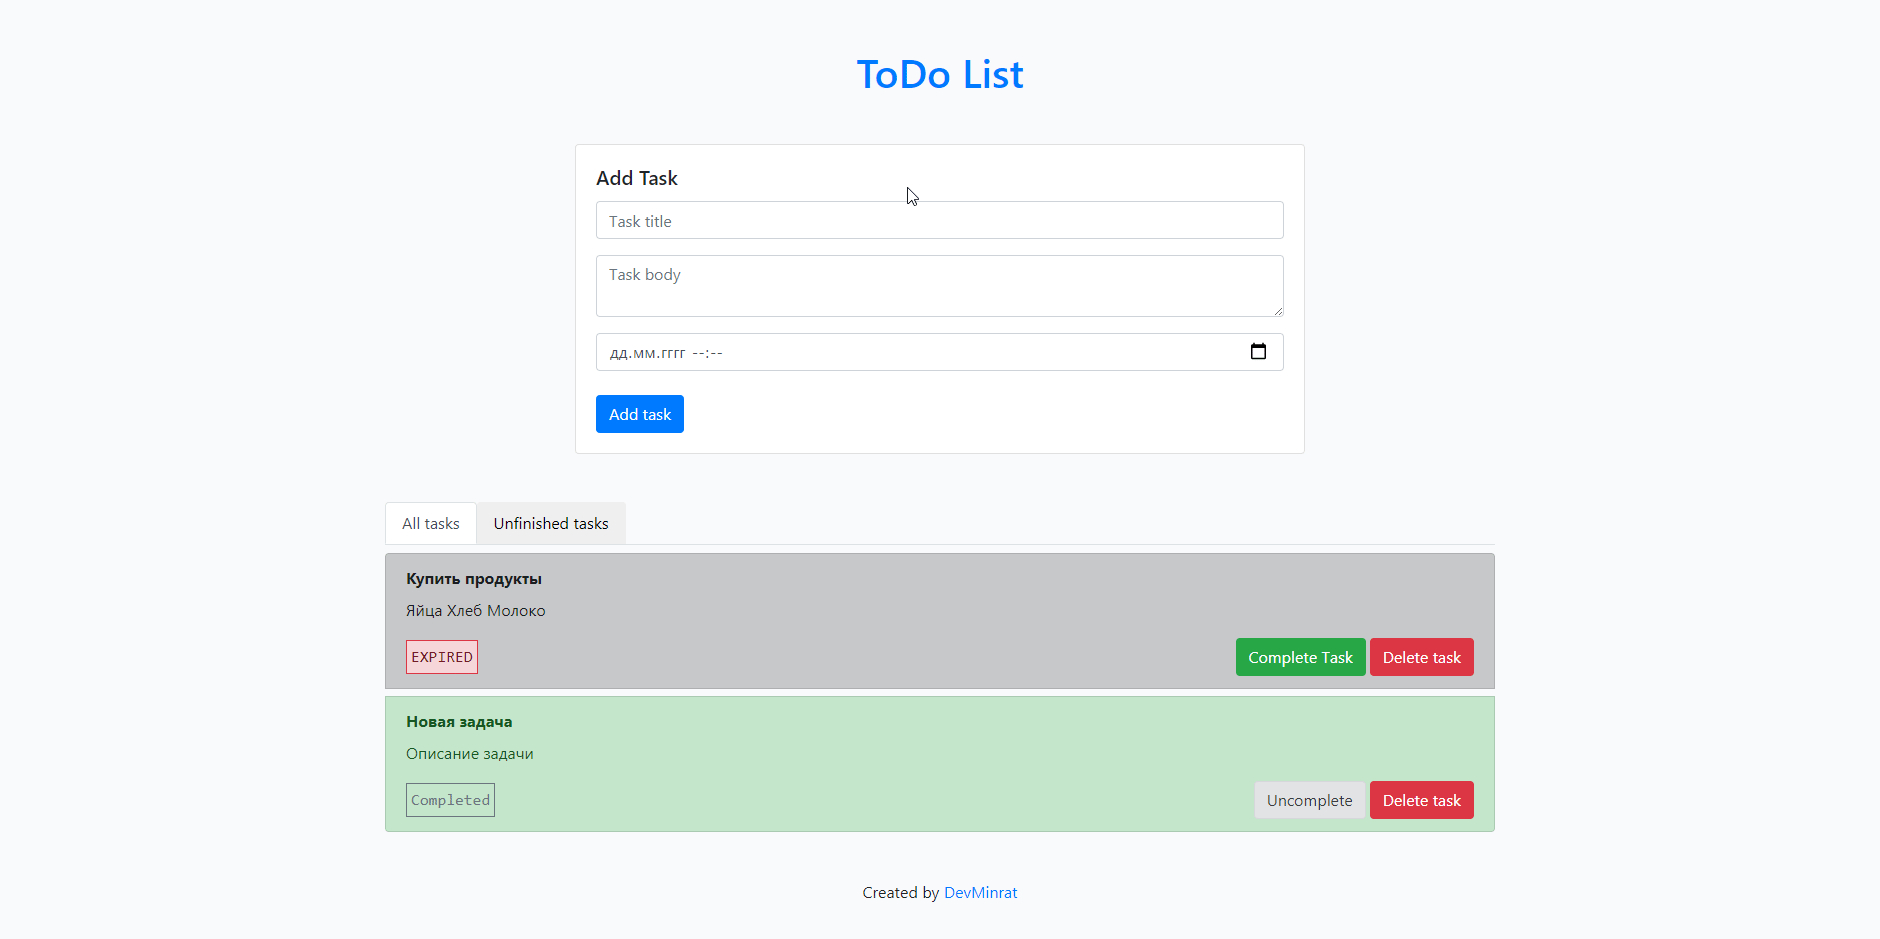 ToDo List
Add Task
Task title
Task body
дд.мм.гггг --:--
Add task
All tasks
Unfinished tasks
Купить продукты
Яйца Хлеб Молоко
EXPIRED
Complete Task
Delete task
Новая задача
Описание задачи
Completed
Uncomplete
Delete task
Created by DevMinrat